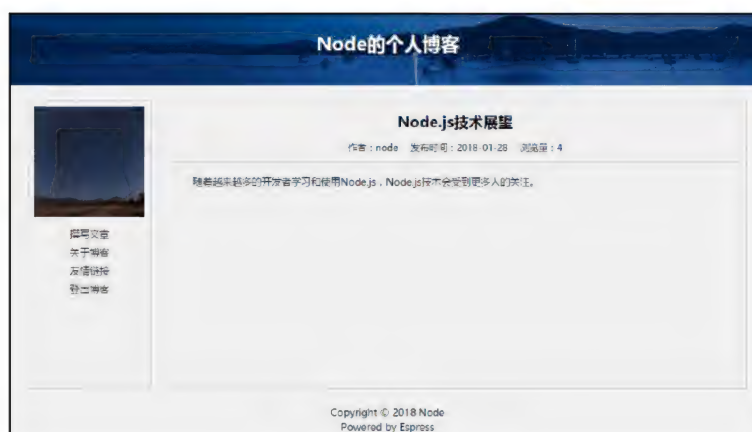 Node的个人博客
Node.js技术展望
作者：node 发布时间：2018-01-28 浏览量：4
随着越来越多的开发者学习和使用Node.js，Node.js技术会受到更多人的关注。
撰写文章
关于博客
友情链接
登出博客
Copyright © 2018 Node
Powered by Espress